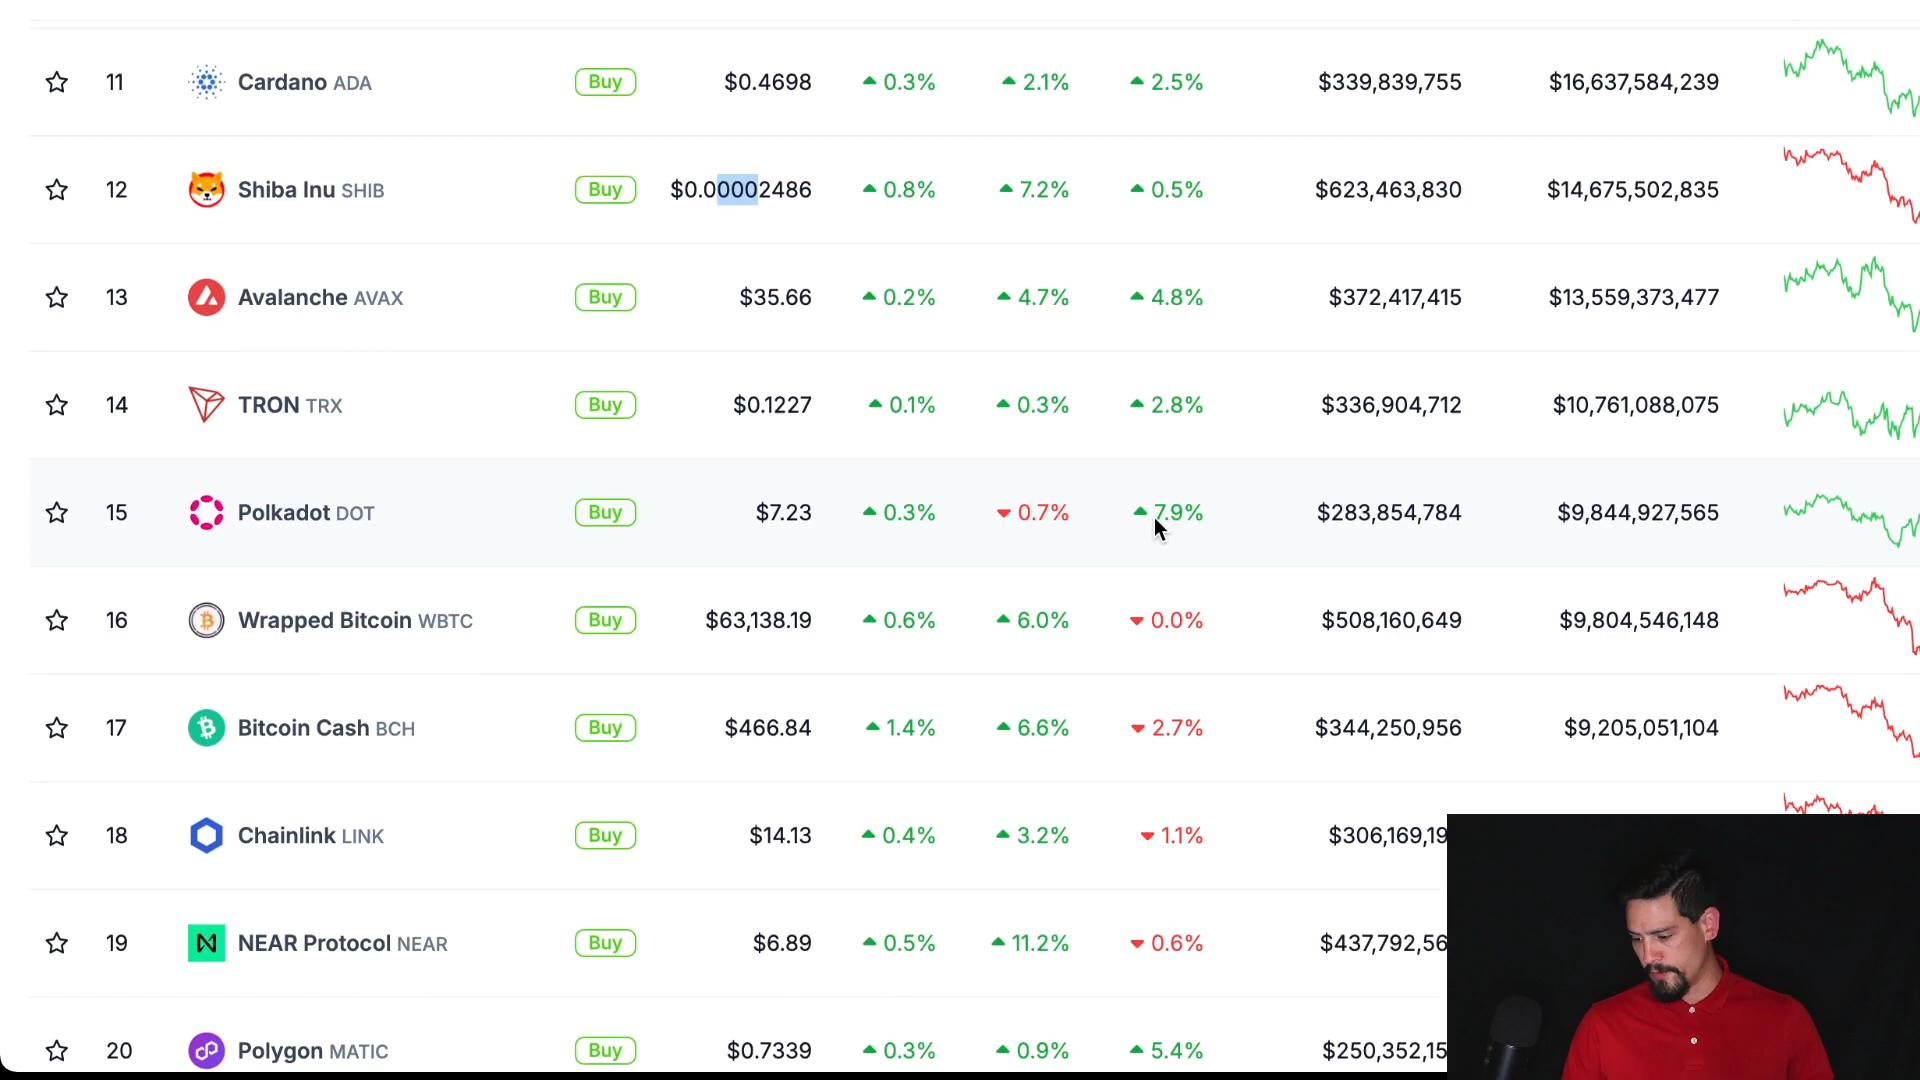 11 Cardano ADA Buy $0.4698 0.3% 2.1% 2.5% $339,839,755 $16,637,584,239
12 Shiba Inu SHIB Buy $0.00002486 0.8% 7.2% 0.5% $623,463,830 $14,675,502,835
13 Avalanche AVAX Buy $35.66 0.2% 4.7% 4.8% $372,417,415 $13,559,373,477
14 TRON TRX Buy $0.1227 0.1% 0.3% 2.8% $336,904,712 $10,761,088,075
15 Polkadot DOT Buy $7.23 0.3% 0.7% 7.9% $283,854,784 $9,844,927,565
16 Wrapped Bitcoin WBTC Buy $63,138.19 0.6% 6.0% 0.0% $508,160,649 $9,804,546,148
17 Bitcoin Cash BCH Buy $466.84 1.4% 6.6% 2.7% $344,250,956 $9,205,051,104
18 Chainlink LINK Buy $14.13 0.4% 3.2% 1.1% $306,169,19
19 NEAR Protocol NEAR Buy $6.89 0.5% 11.2% 0.6% $437,792,56
20 Polygon MATIC Buy $0.7339 0.3% 0.9% 5.4% $250,352,15